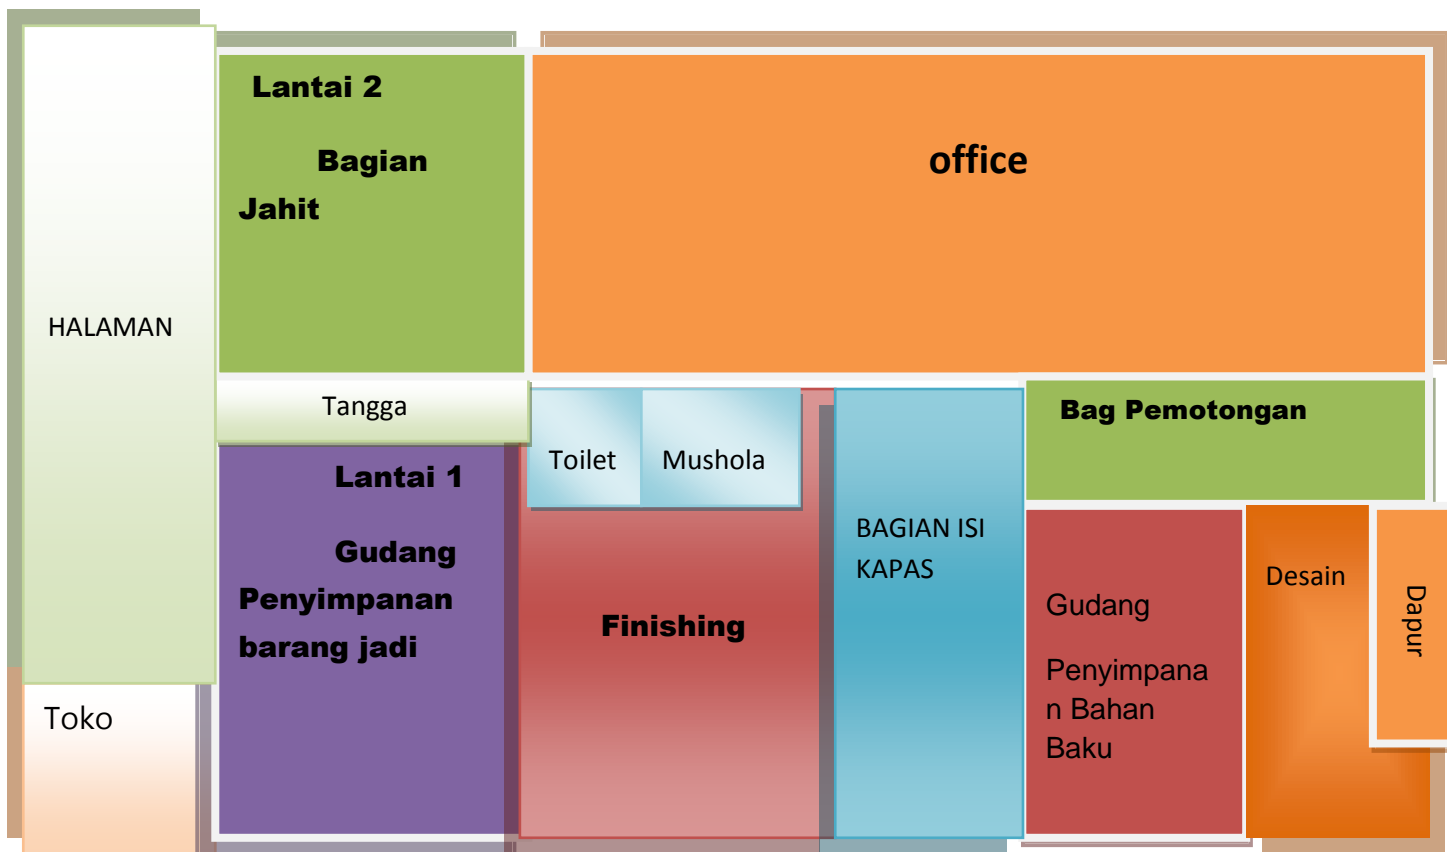 Lantai 2
Bagian
Jahit
office
HALAMAN
Tangga
Toilet
Mushola
Bag Pemotongan
Lantai 1
Gudang
Penyimpanan
barang jadi
Finishing
BAGIAN ISI
KAPAS
Gudang
Penyimpana
n Bahan
Baku
Desain
Dapur
Toko